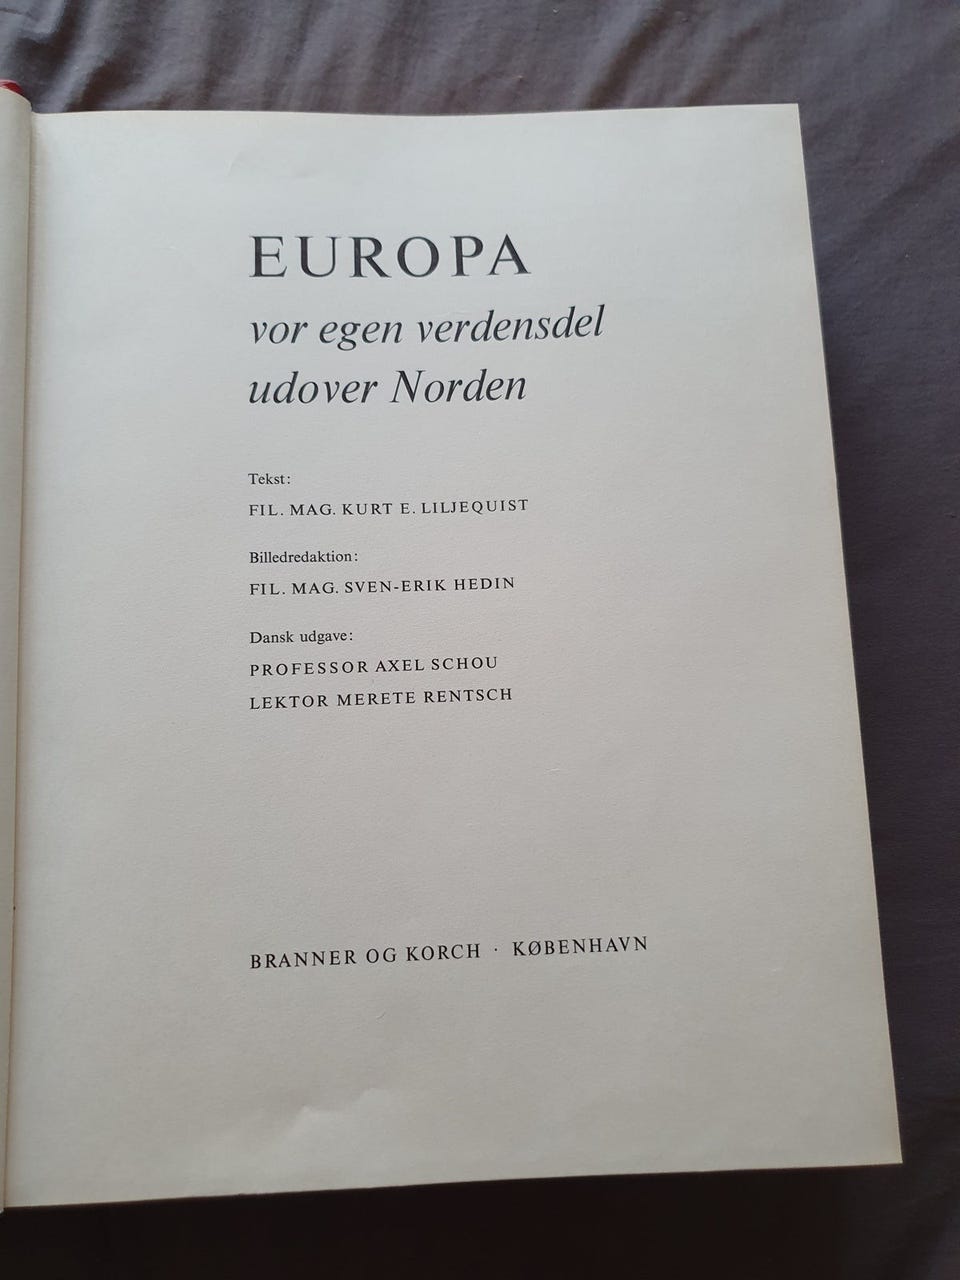 EUROPA
vor egen verdensdel
udover Norden
Tekst:
FIL. MAG. KURT E. LILJEQUIST
Billedredaktion:
FIL. MAG. SVEN-ERIK HEDIN
Dansk udgave:
PROFESSOR AXEL SCHOU
LEKTOR MERETE RENTSCH
BRANNER OG KORCH · KØBENHAVN